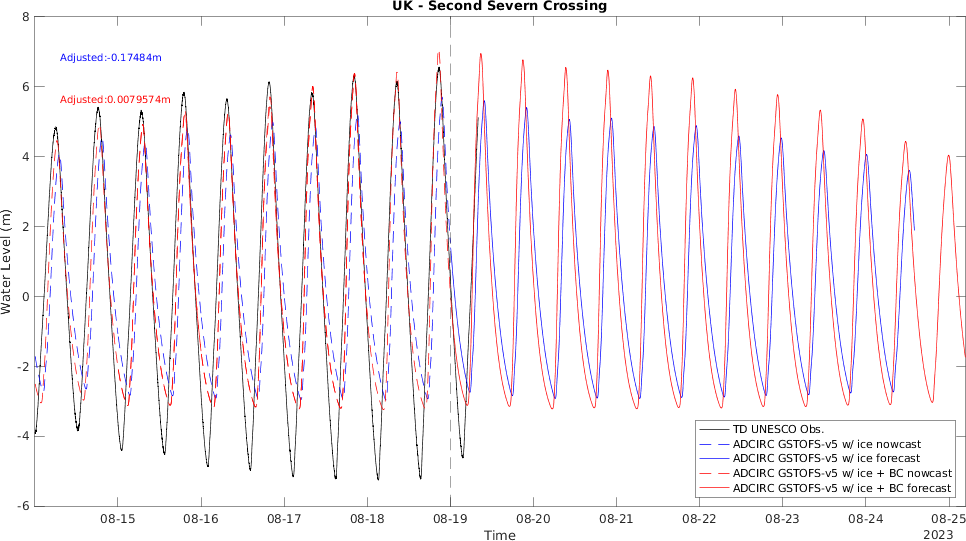 UK - Second Severn Crossing
8
6
4
2
0
-2
-4
-6
Water Level (m)
Adjusted:-0.17484m
Adjusted:0.0079574m
TD UNESCO Obs.
ADCIRC GSTOFS-v5 w/ ice nowcast
ADCIRC GSTOFS-v5 w/ ice forecast
ADCIRC GSTOFS-v5 w/ ice + BC nowcast
ADCIRC GSTOFS-v5 w/ ice + BC forecast
08-15 08-16 08-17 08-18 08-19 08-20 08-21 08-22 08-23 08-24 08-25
Time 2023